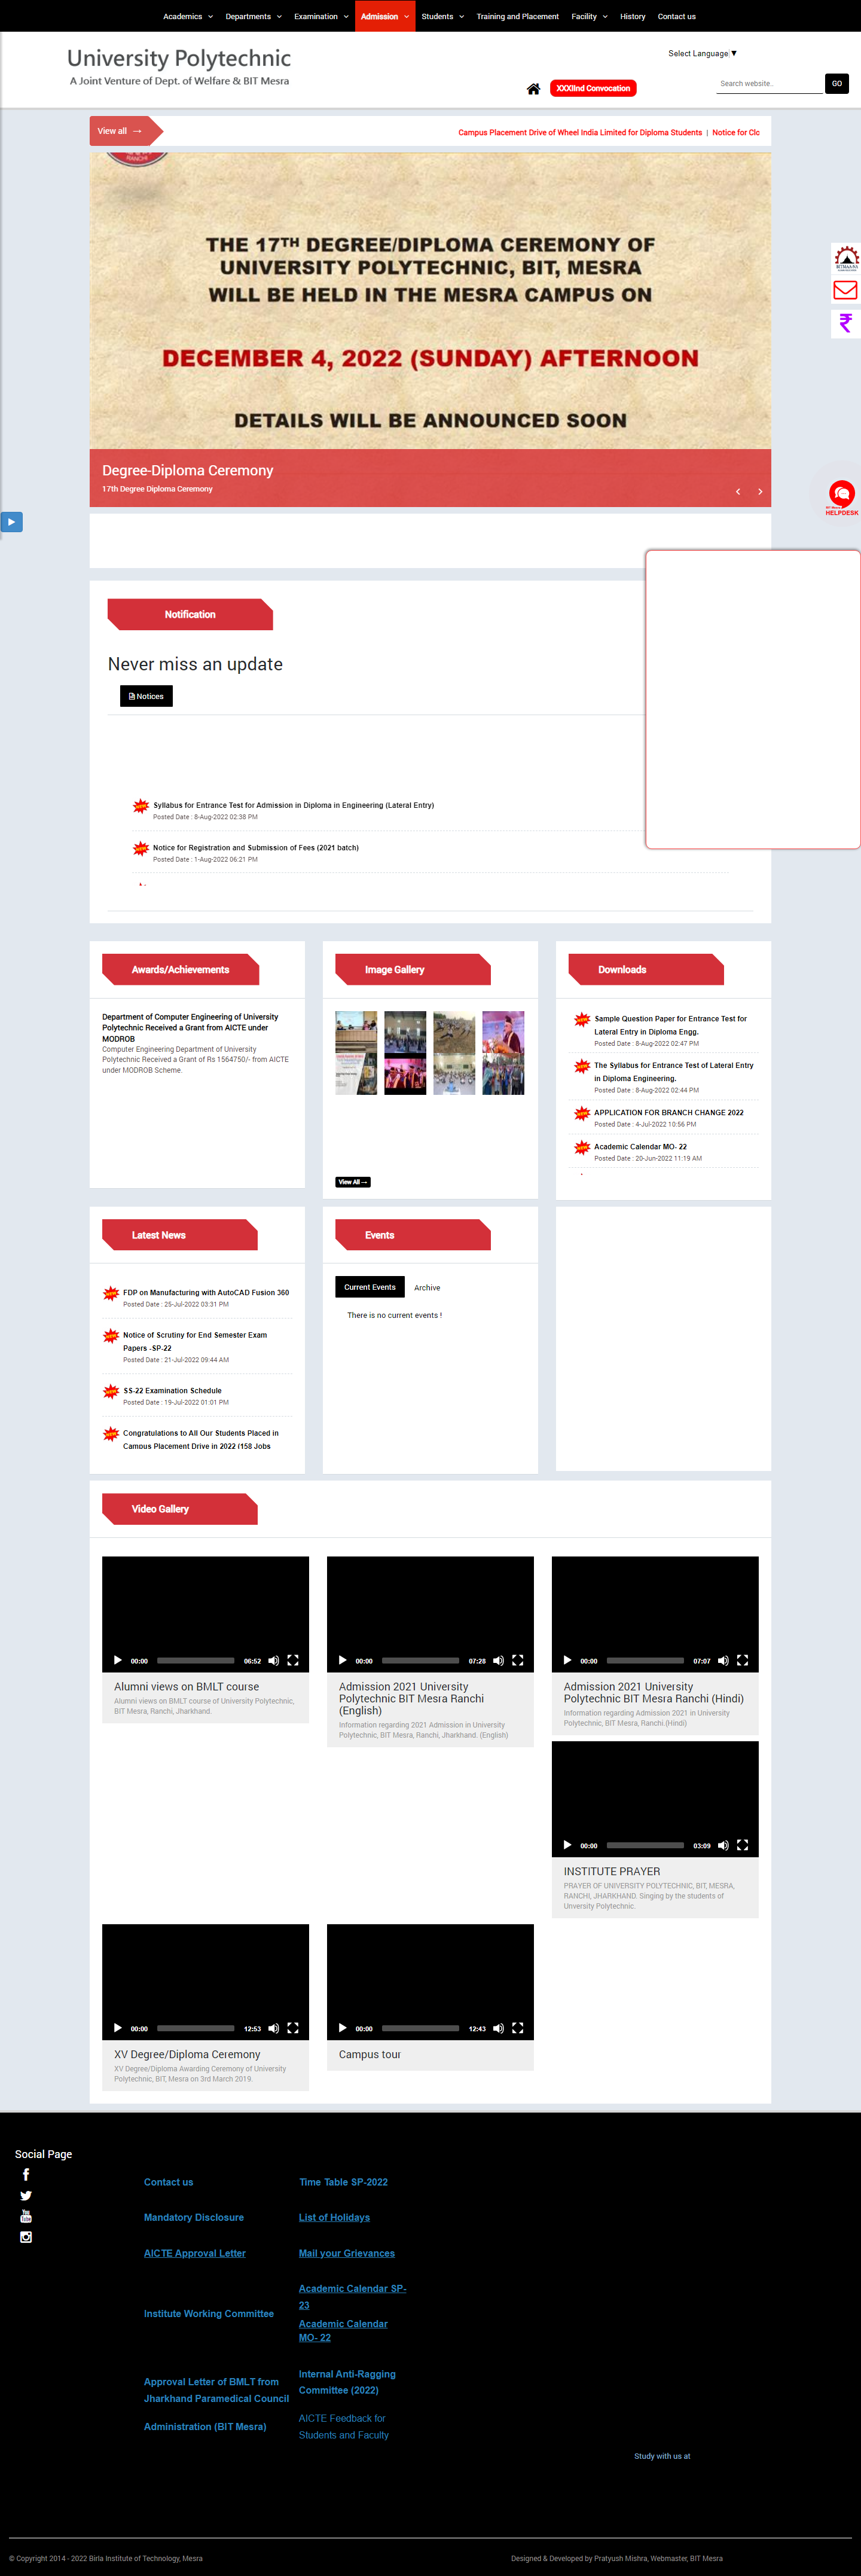 Academics Departments Examination Admission Students Training and Placement Facility History Contact us
University Polytechnic
A Joint Venture of Dept. of Welfare & BIT Mesra
Select Language ▼
XXXIInd Convocation
Search website..
GO
View all →
Campus Placement Drive of Wheel India Limited for Diploma Students | Notice for Clc
RANCHI
THE 17TH DEGREE/DIPLOMA CEREMONY OF
UNIVERSITY POLYTECHNIC, BIT, MESRA
WILL BE HELD IN THE MESRA CAMPUS ON
DECEMBER 4, 2022 (SUNDAY) AFTERNOON
DETAILS WILL BE ANNOUNCED SOON
Degree-Diploma Ceremony
17th Degree Diploma Ceremony
HELPDESK
Notification
Never miss an update
Notices
Syllabus for Entrance Test for Admission in Diploma in Engineering (Lateral Entry)
Posted Date : 8-Aug-2022 02:38 PM
Notice for Registration and Submission of Fees (2021 batch)
Posted Date : 1-Aug-2022 06:21 PM
Awards/Achievements
Department of Computer Engineering of University
Polytechnic Received a Grant from AICTE under
MODROB
Computer Engineering Department of University
Polytechnic Received a Grant of Rs 1564750/- from AICTE
under MODROB Scheme.
Image Gallery
View All →
Downloads
Sample Question Paper for Entrance Test for
Lateral Entry in Diploma Engg.
Posted Date : 8-Aug-2022 02:47 PM
The Syllabus for Entrance Test of Lateral Entry
in Diploma Engineering.
Posted Date : 8-Aug-2022 02:44 PM
APPLICATION FOR BRANCH CHANGE 2022
Posted Date : 4-Jul-2022 10:56 PM
Academic Calendar MO- 22
Posted Date : 20-Jun-2022 11:19 AM
Latest News
FDP on Manufacturing with AutoCAD Fusion 360
Posted Date : 25-Jul-2022 03:31 PM
Notice of Scrutiny for End Semester Exam
Papers -SP-22
Posted Date : 21-Jul-2022 09:44 AM
SS-22 Examination Schedule
Posted Date : 19-Jul-2022 01:01 PM
Congratulations to All Our Students Placed in
Campus Placement Drive in 2022 (158 Jobs
Events
Current Events Archive
There is no current events !
Video Gallery
00:00 06:52
Alumni views on BMLT course
Alumni views on BMLT course of University Polytechnic,
BIT Mesra, Ranchi, Jharkhand.
00:00 07:28
Admission 2021 University
Polytechnic BIT Mesra Ranchi
(English)
Information regarding 2021 Admission in University
Polytechnic, BIT Mesra, Ranchi, Jharkhand. (English)
00:00 07:07
Admission 2021 University
Polytechnic BIT Mesra Ranchi (Hindi)
Information regarding Admission 2021 in University
Polytechnic, BIT Mesra, Ranchi.(Hindi)
00:00 03:09
INSTITUTE PRAYER
PRAYER OF UNIVERSITY POLYTECHNIC, BIT, MESRA,
RANCHI, JHARKHAND. Singing by the students of
Unversity Polytechnic.
00:00 12:53
XV Degree/Diploma Ceremony
XV Degree/Diploma Awarding Ceremony of University
Polytechnic, BIT, Mesra on 3rd March 2019.
00:00 12:43
Campus tour
Social Page
Contact us
Time Table SP-2022
Mandatory Disclosure
List of Holidays
AICTE Approval Letter
Mail your Grievances
Institute Working Committee
Academic Calendar SP-
23
Academic Calendar
MO- 22
Approval Letter of BMLT from
Jharkhand Paramedical Council
Internal Anti-Ragging
Committee (2022)
Administration (BIT Mesra)
AICTE Feedback for
Students and Faculty
Study with us at
© Copyright 2014 - 2022 Birla Institute of Technology, Mesra
Designed & Developed by Pratyush Mishra, Webmaster, BIT Mesra